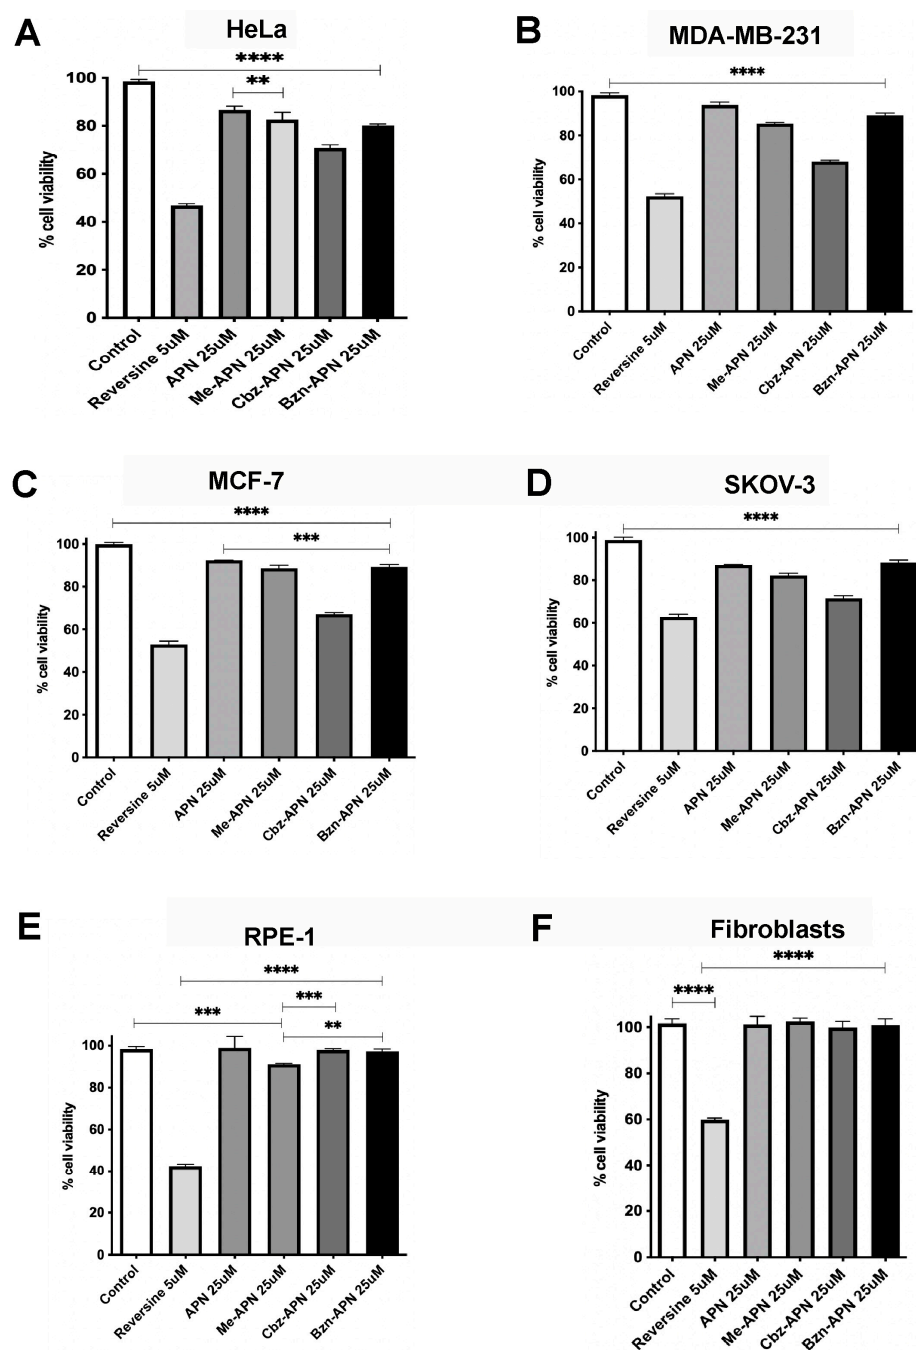 A
HeLa
****
**
% cell viability
100
80
60
40
20
0
Control
Reversine 5uM
APN 25uM
Me-APN 25uM
Cbz-APN 25uM
Bzn-APN 25uM
B
MDA-MB-231
****
% cell viability
100
80
60
40
20
0
Control
Reversine 5uM
APN 25uM
Me-APN 25uM
Cbz-APN 25uM
Bzn-APN 25uM
C
MCF-7
****
***
% cell viability
100
80
60
40
20
0
Control
Reversine 5uM
APN 25uM
Me-APN 25uM
Cbz-APN 25uM
Bzn-APN 25uM
D
SKOV-3
****
% cell viability
100
80
60
40
20
0
Control
Reversine 5uM
APN 25uM
Me-APN 25uM
Cbz-APN 25uM
Bzn-APN 25uM
E
RPE-1
****
***
***
**
% cell viability
100
80
60
40
20
0
Control
Reversine 5uM
APN 25uM
Me-APN 25uM
Cbz-APN 25uM
Bzn-APN 25uM
F
Fibroblasts
****
****
% cell viability
100
80
60
40
20
0
Control
Reversine 5uM
APN 25uM
Me-APN 25uM
Cbz-APN 25uM
Bzn-APN 25uM